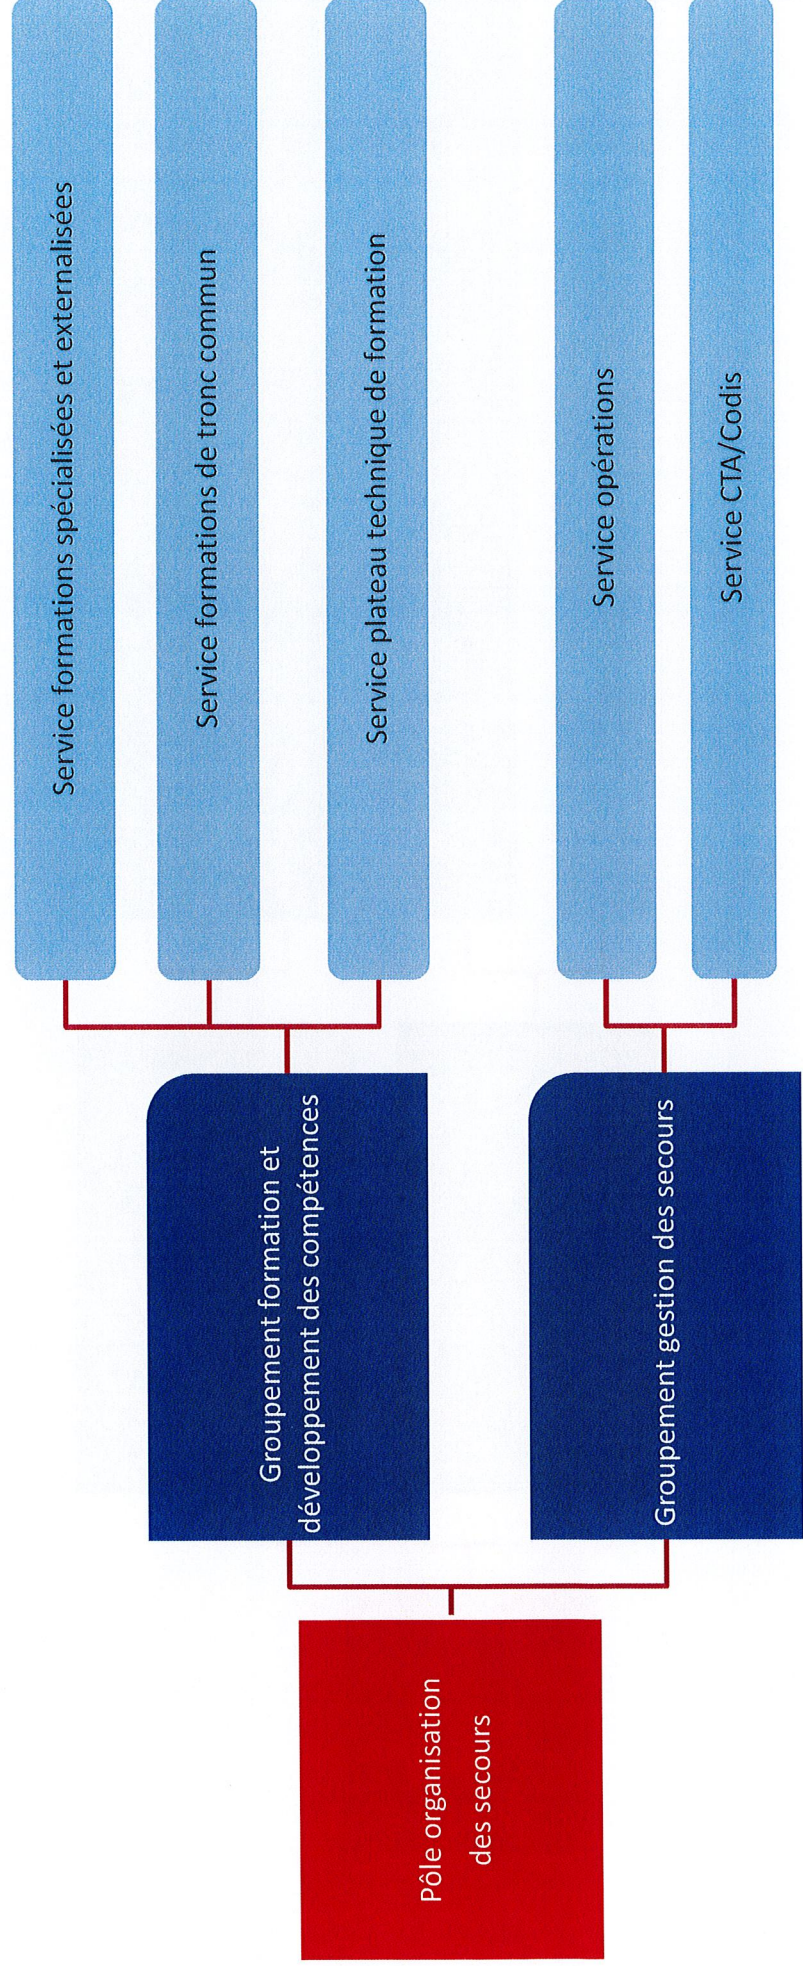 Pôle organisation
des secours
Groupement formation et
développement des compétences
Service formations spécialisées et externalisées
Service formations de tronc commun
Service plateau technique de formation
Groupement gestion des secours
Service opérations
Service CTA/Codis